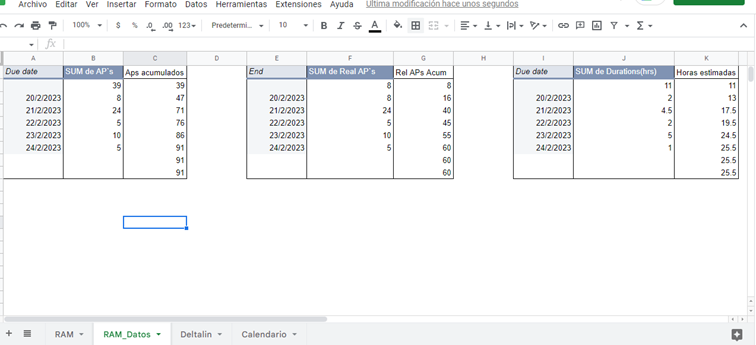 Archivo Editar Ver Insertar Formato Datos Herramientas Extensiones Ayuda Última modificación hace unos segundos
100% $ % .0 .00 123 Predetermi... 10 B I S A
fx
A B C D E F G H I J K
Due date SUM de AP's Aps acumulados End SUM de Real AP's Rel APs Acum Due date SUM de Durations(hrs) Horas estimadas
39 39 8 8 11 11
20/2/2023 8 47 20/2/2023 8 16 20/2/2023 2 13
21/2/2023 24 71 21/2/2023 24 40 21/2/2023 4.5 17.5
22/2/2023 5 76 22/2/2023 5 45 22/2/2023 2 19.5
23/2/2023 10 86 23/2/2023 10 55 23/2/2023 5 24.5
24/2/2023 5 91 24/2/2023 5 60 24/2/2023 1 25.5
91 60 25.5
91 60 25.5
RAM RAM_Datos Deltalin Calendario